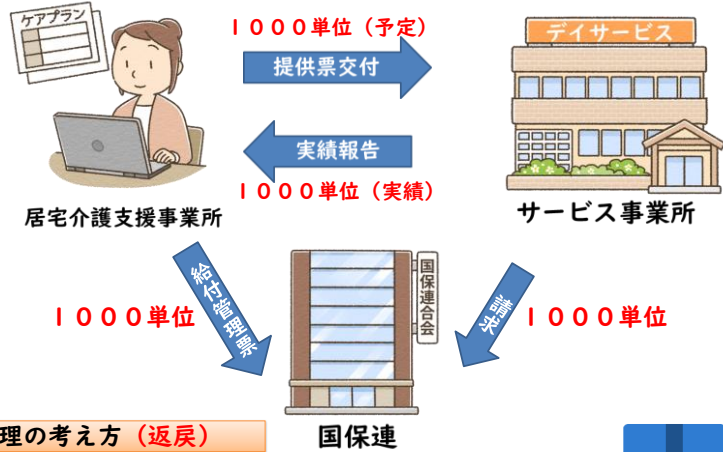 ケアプラン
1000単位（予定）
提供票交付
デイサービス
実績報告
1000単位（実績）
居宅介護支援事業所
サービス事業所
給付管理票
国保連合会
請求
1000単位
1000単位
理の考え方（返戻）
国保連